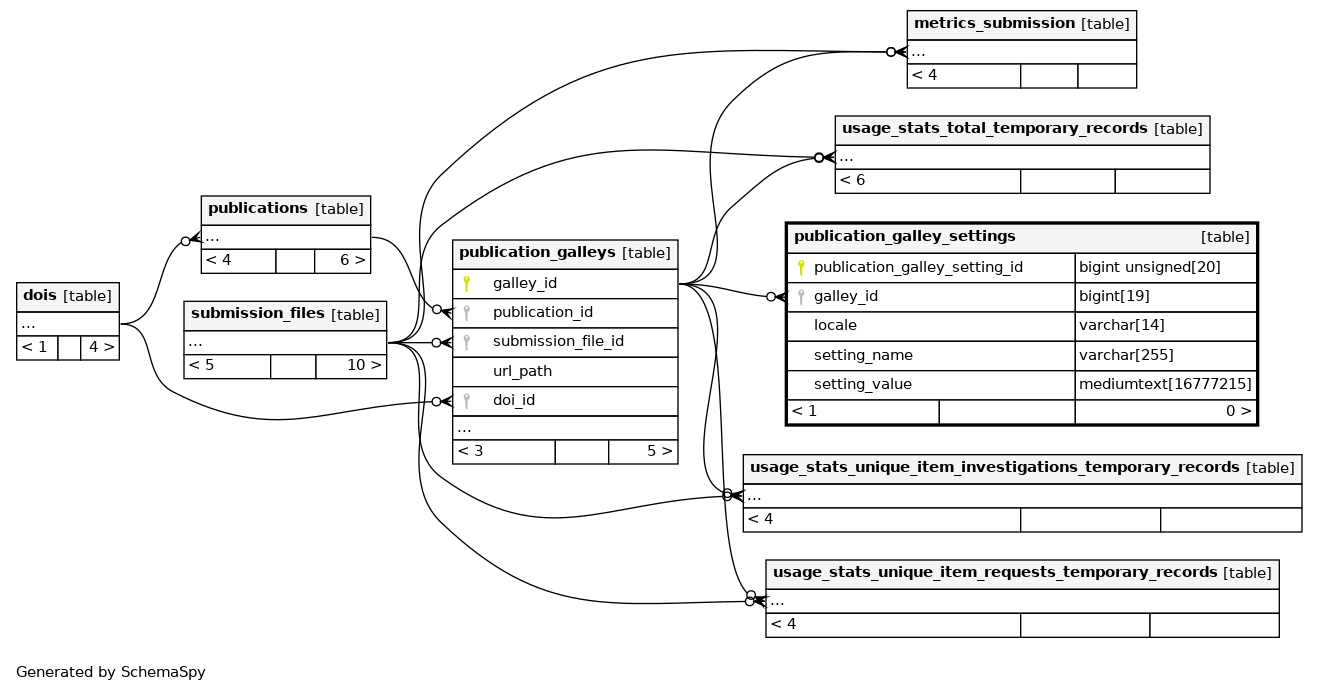 metrics_submission [table]
...
< 4
usage_stats_total_temporary_records [table]
...
< 6
publications [table]
...
< 4 6 >
dois [table]
...
< 1 4 >
submission_files [table]
...
< 5 10 >
publication_galleys [table]
galley_id
publication_id
submission_file_id
url_path
doi_id
...
< 3 5 >
publication_galley_settings [table]
publication_galley_setting_id bigint unsigned[20]
galley_id bigint[19]
locale varchar[14]
setting_name varchar[255]
setting_value mediumtext[16777215]
< 1 0 >
usage_stats_unique_item_investigations_temporary_records [table]
...
< 4
usage_stats_unique_item_requests_temporary_records [table]
...
< 4
Generated by SchemaSpy